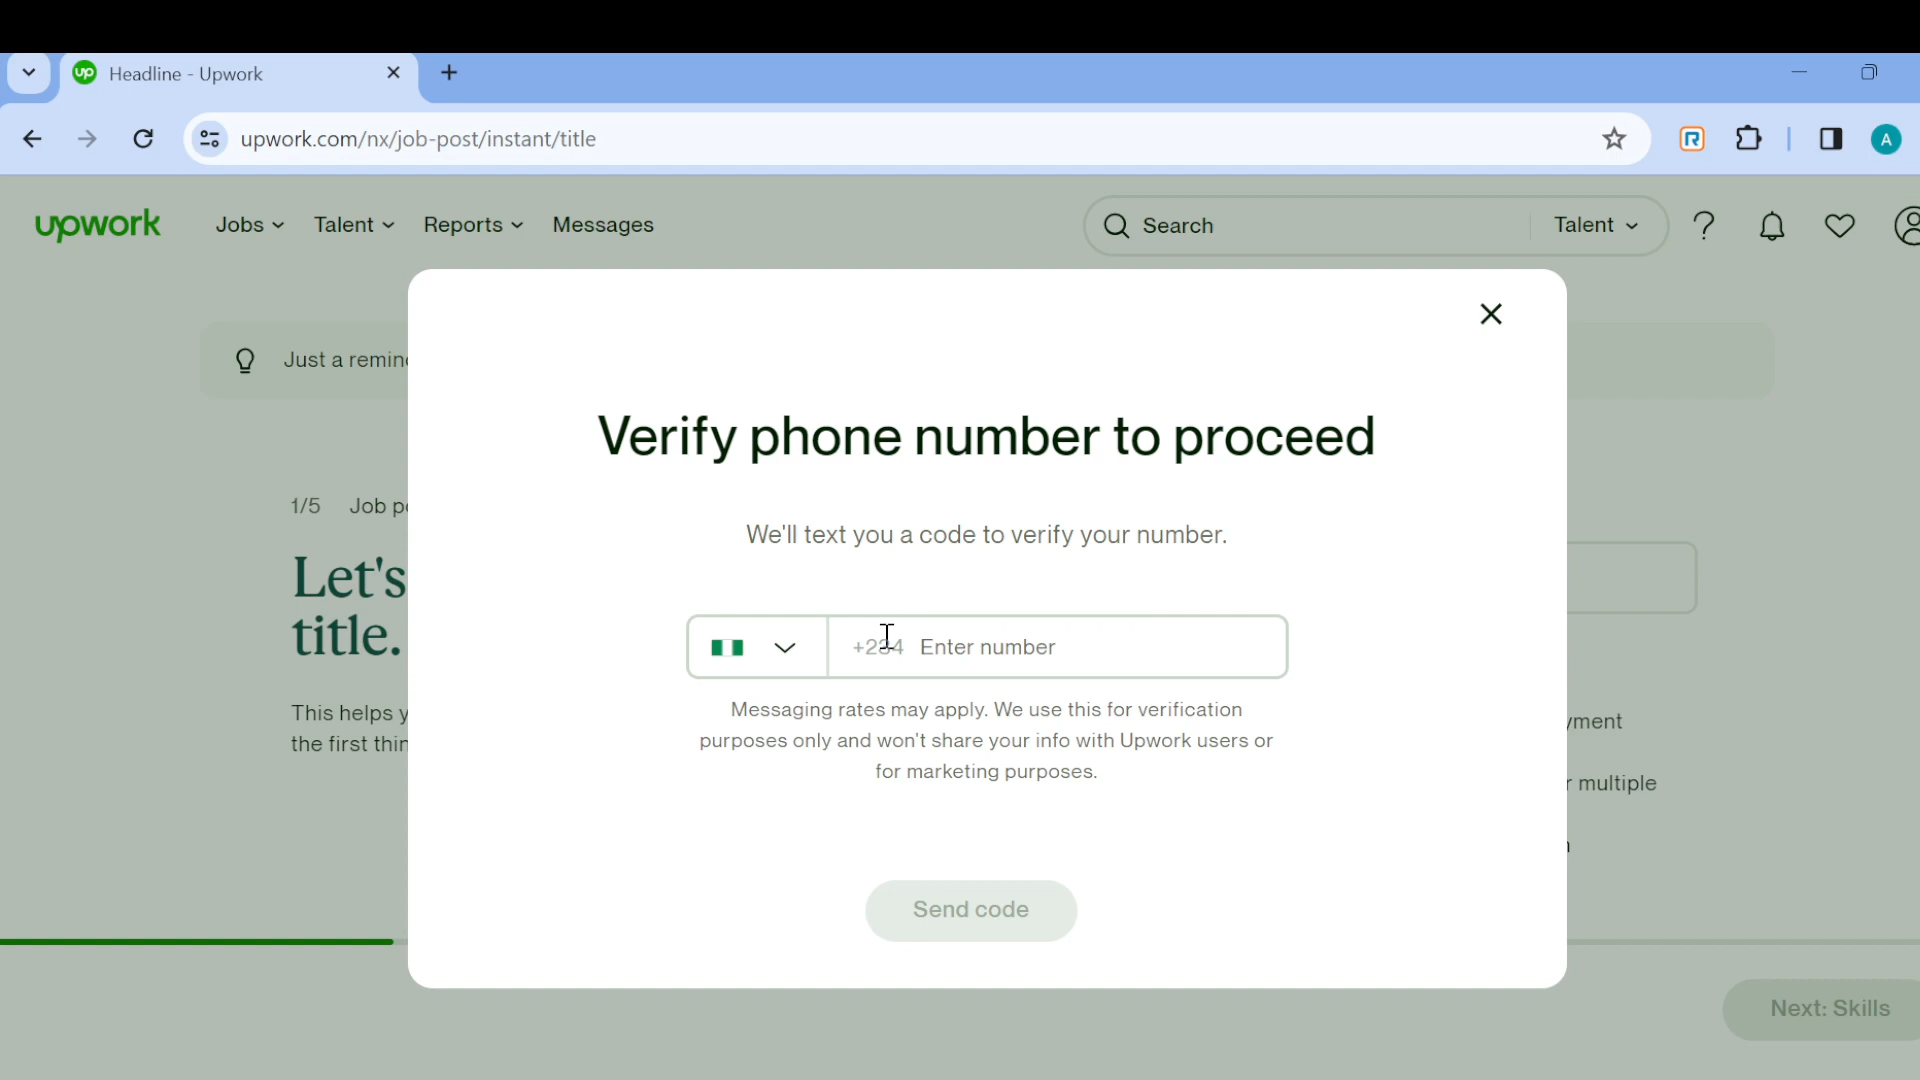 Headline - Upwork
upwork.com/nx/job-post/instant/title
A
upwork Jobs Talent Reports Messages Search Talent
Just a
Verify phone number to proceed
1/5 Job
We'll text you a code to verify your number.
Let's
title.
+234 Enter number
Messaging rates may apply. We use this for verification
purposes only and won't share your info with Upwork users or
for marketing purposes.
This helps
the first
multiple
Send code
Next: Skills